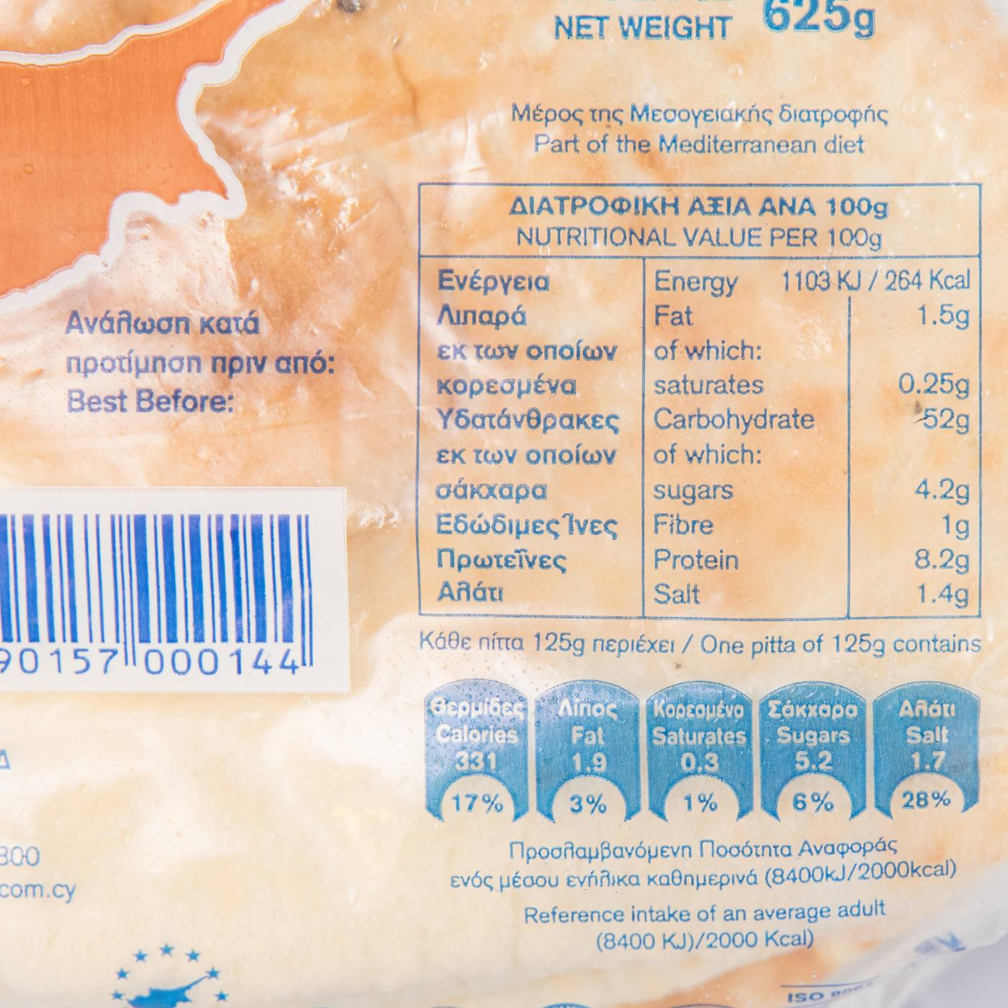 NET WEIGHT 625g
Μέρος της Μεσογειακής διατροφής
Part of the Mediterranean diet
ΔΙΑΤΡΟΦΙΚΗ ΑΞΙΑ ΑΝΑ 100g
NUTRITIONAL VALUE PER 100g
Ενέργεια Energy 1103 KJ / 264 Kcal
Λιπαρά Fat 1.5g
εκ των οποίων of which:
κορεσμένα saturates 0.25g
Υδατάνθρακες Carbohydrate 52g
εκ των οποίων of which:
σάκχαρα sugars 4.2g
Εδώδιμες Ίνες Fibre 1g
Πρωτεΐνες Protein 8.2g
Αλάτι Salt 1.4g
Ανάλωση κατά
προτίμηση πριν από:
Best Before:
90157 000144
Κάθε πίττα 125g περιέχει / One pitta of 125g contains
Θερμίδες Λίπος Κορεσμένα Σάκχαρα Αλάτι
Calories Fat Saturates Sugars Salt
331 1.9 0.3 5.2 1.7
17% 3% 1% 6% 28%
Προσλαμβανόμενη Ποσότητα Αναφοράς
ενός μέσου ενήλικα καθημερινά (8400kJ/2000kcal)
Reference intake of an average adult
(8400 KJ)/2000 Kcal)
300
com.cy
ISO